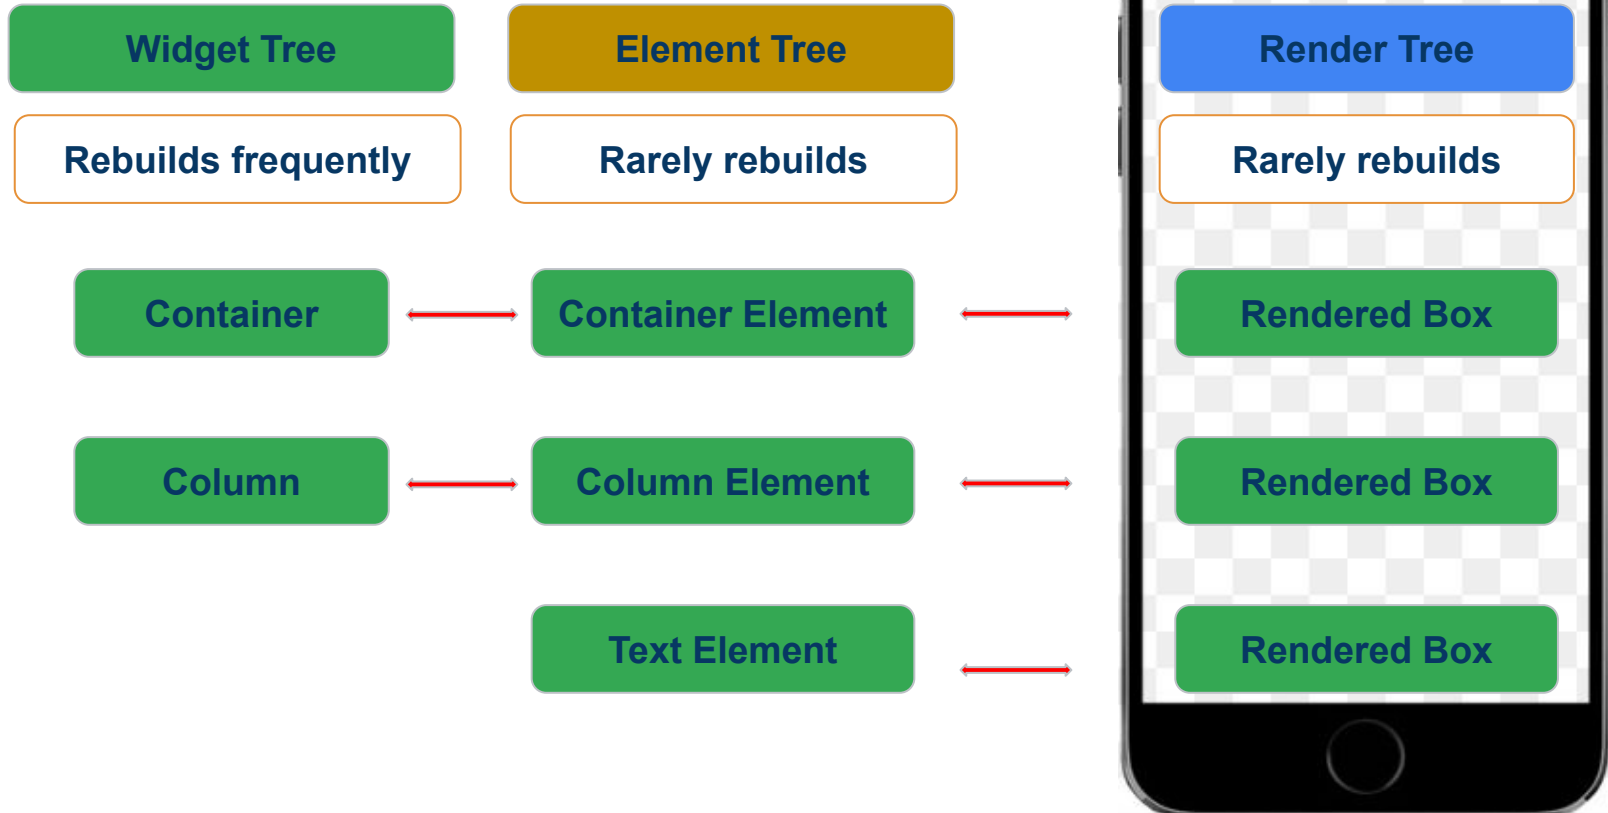 Widget Tree
Element Tree
Render Tree
Rebuilds frequently
Rarely rebuilds
Rarely rebuilds
Container
Container Element
Rendered Box
Column
Column Element
Rendered Box
Text Element
Rendered Box